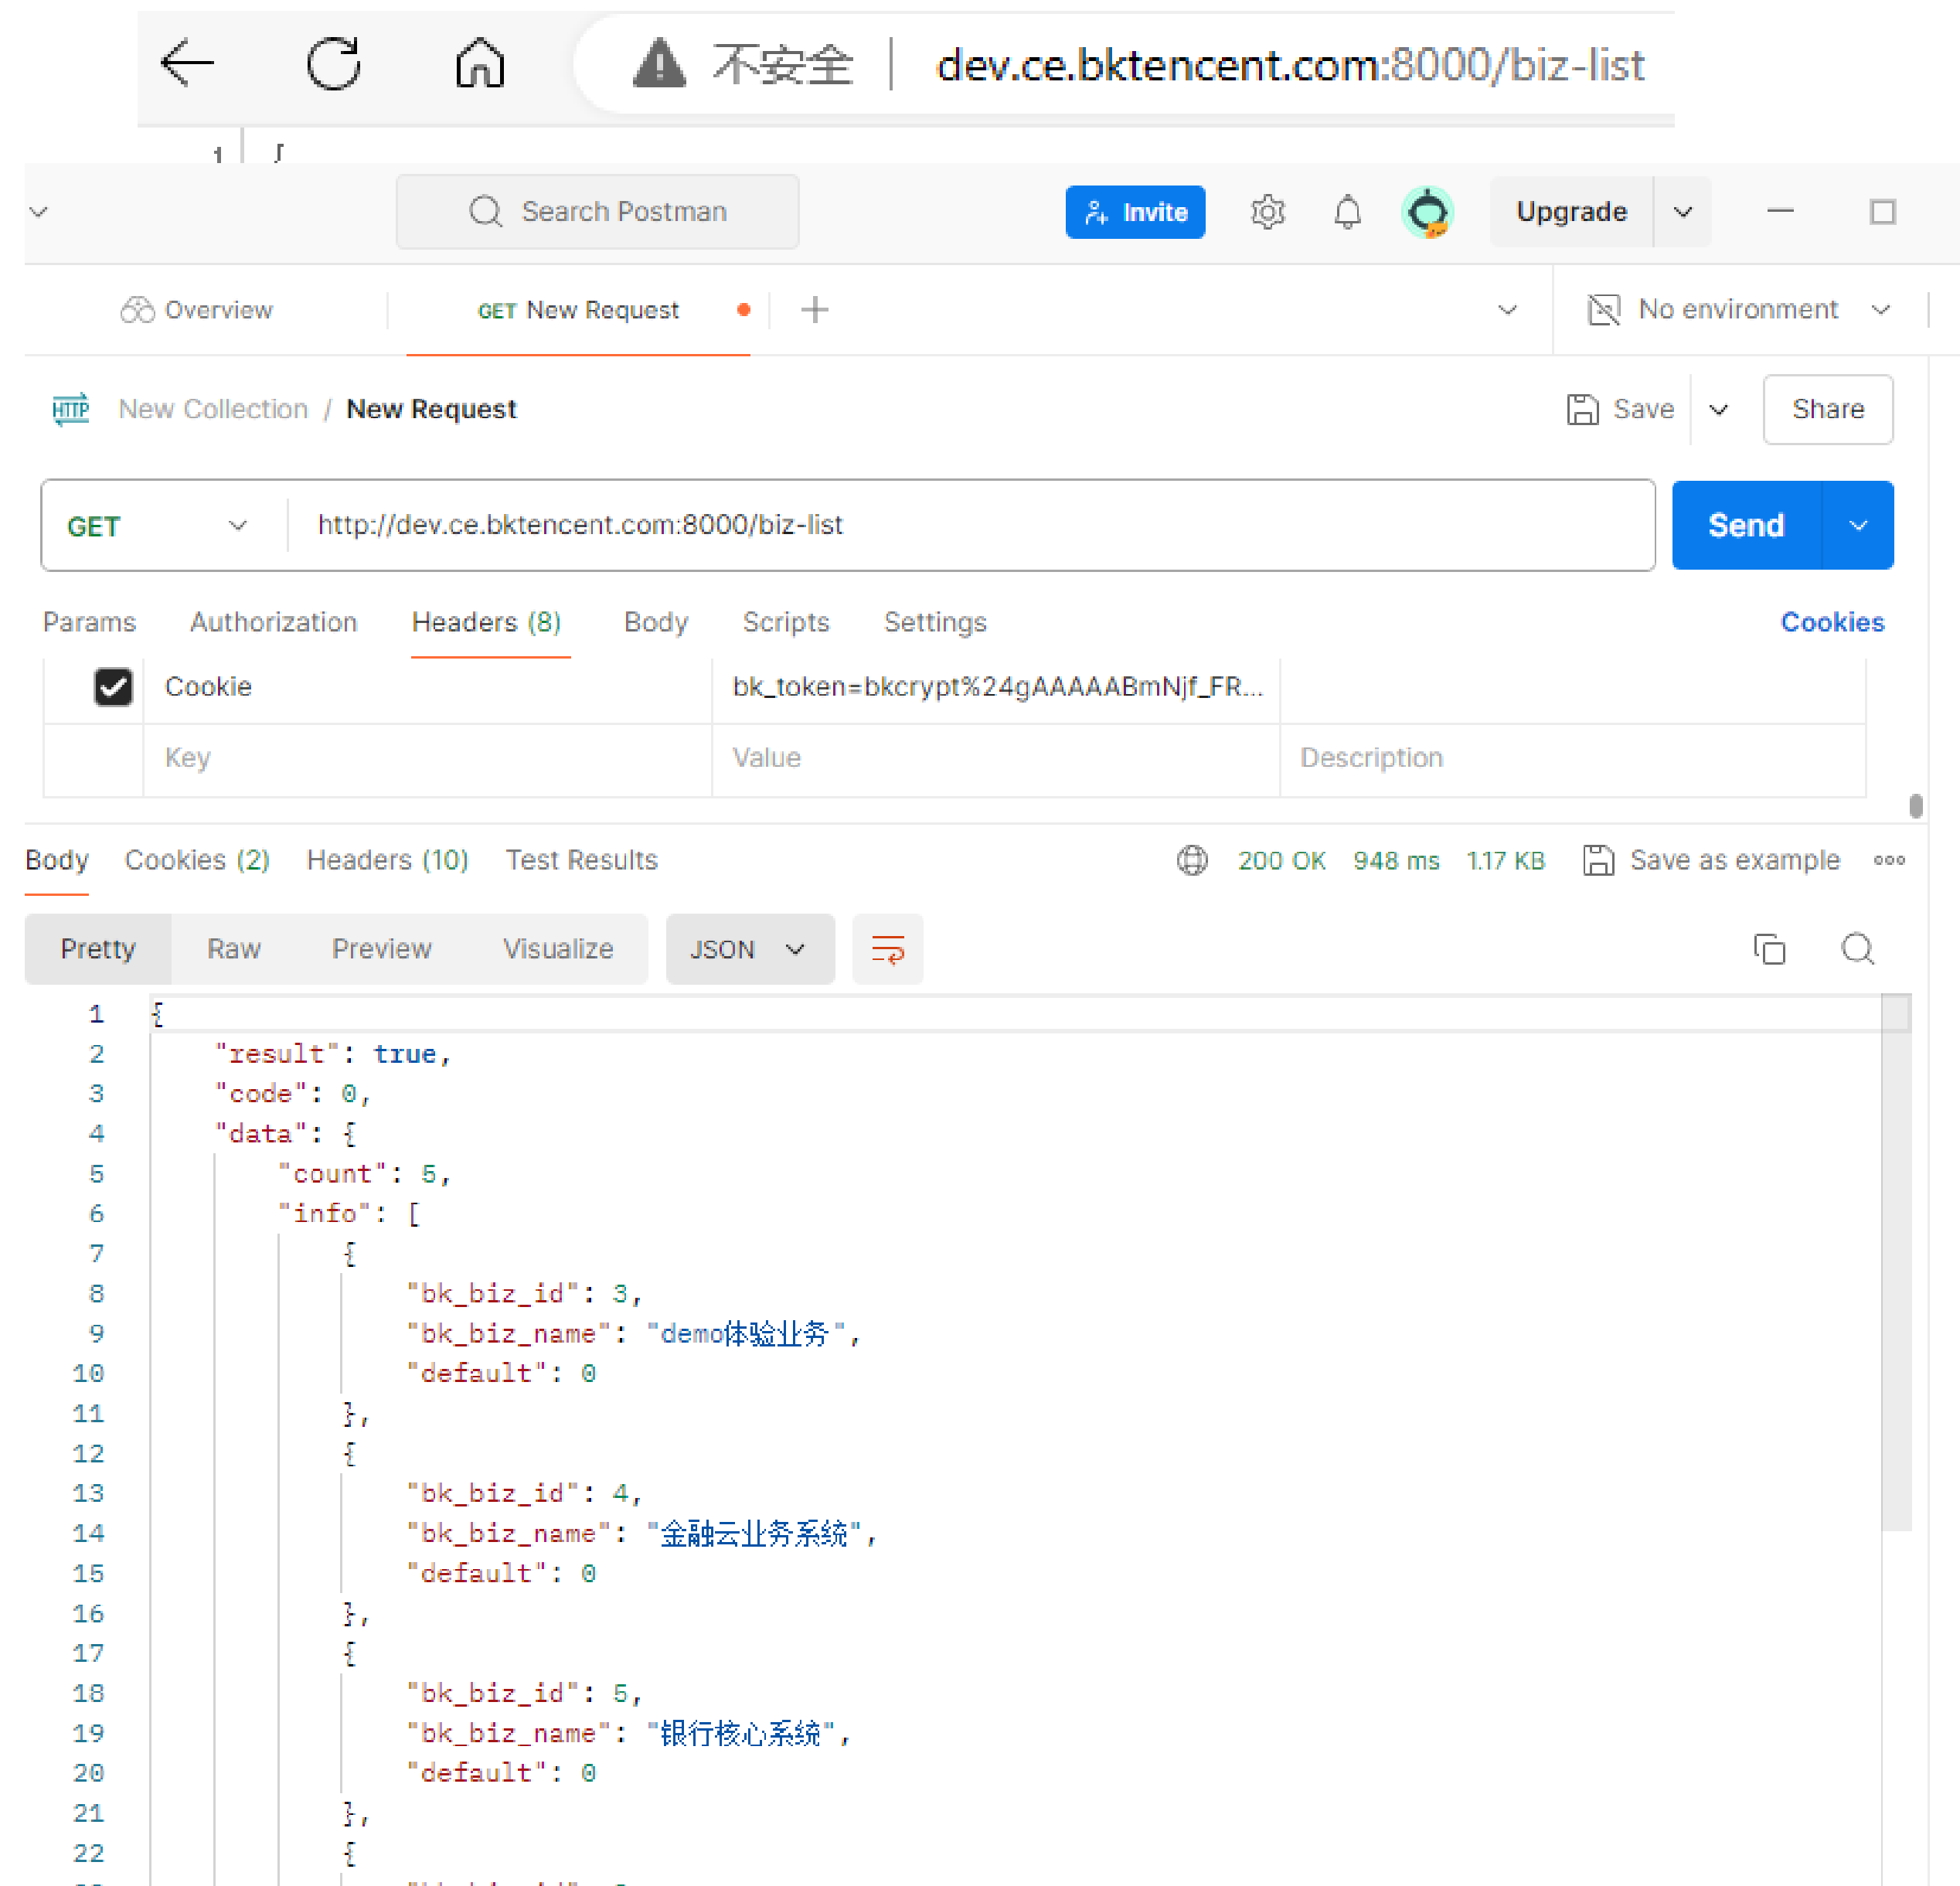 不安全 dev.ce.bktencent.com:8000/biz-list
1 [
Search Postman Invite Upgrade
Overview GET New Request No environment
HTTP New Collection / New Request Save Share
GET http://dev.ce.bktencent.com:8000/biz-list Send
Params Authorization Headers (8) Body Scripts Settings Cookies
Cookie bk_token=bkcrypt%24gAAAAABmNjf_FR...
Key Value Description
Body Cookies (2) Headers (10) Test Results 200 OK 948 ms 1.17 KB Save as example
Pretty Raw Preview Visualize JSON
1 {
2 "result": true,
3 "code": 0,
4 "data": {
5 "count": 5,
6 "info": [
7 {
8 "bk_biz_id": 3,
9 "bk_biz_name": "demo体验业务",
10 "default": 0
11 },
12 {
13 "bk_biz_id": 4,
14 "bk_biz_name": "金融云业务系统",
15 "default": 0
16 },
17 {
18 "bk_biz_id": 5,
19 "bk_biz_name": "银行核心系统",
20 "default": 0
21 },
22 {